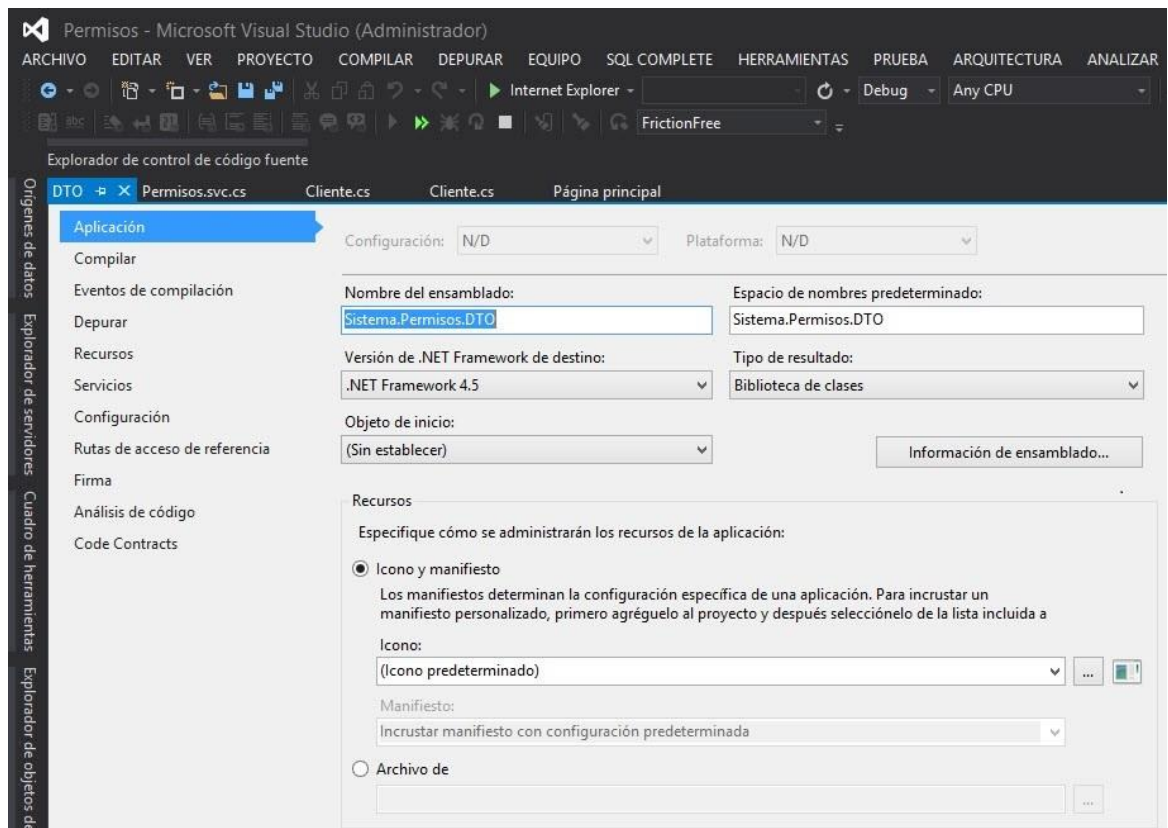 Permisos - Microsoft Visual Studio (Administrador)
ARCHIVO EDITAR VER PROYECTO COMPILAR DEPURAR EQUIPO SQL COMPLETE HERRAMIENTAS PRUEBA ARQUITECTURA ANALIZAR
Internet Explorer Debug Any CPU
abc FrictionFree
Explorador de control de código fuente
DTO Permisos.svc.cs Cliente.cs Cliente.cs Página principal
Orígenes de datos
Explorador de servidores
Cuadro de herramientas
Explorador de objetos de
Aplicación
Compilar
Eventos de compilación
Depurar
Recursos
Servicios
Configuración
Rutas de acceso de referencia
Firma
Análisis de código
Code Contracts
Configuración: N/D Plataforma: N/D
Nombre del ensamblado: Espacio de nombres predeterminado:
Sistema.Permisos.DTO Sistema.Permisos.DTO
Versión de .NET Framework de destino: Tipo de resultado:
.NET Framework 4.5 Biblioteca de clases
Objeto de inicio:
(Sin establecer) Información de ensamblado...
Recursos
Especifique cómo se administrarán los recursos de la aplicación:
Icono y manifiesto
Los manifiestos determinan la configuración específica de una aplicación. Para incrustar un
manifiesto personalizado, primero agréguelo al proyecto y después selecciónelo de la lista incluida a
Icono:
(Icono predeterminado) ...
Manifiesto:
Incrustar manifiesto con configuración predeterminada
Archivo de
...